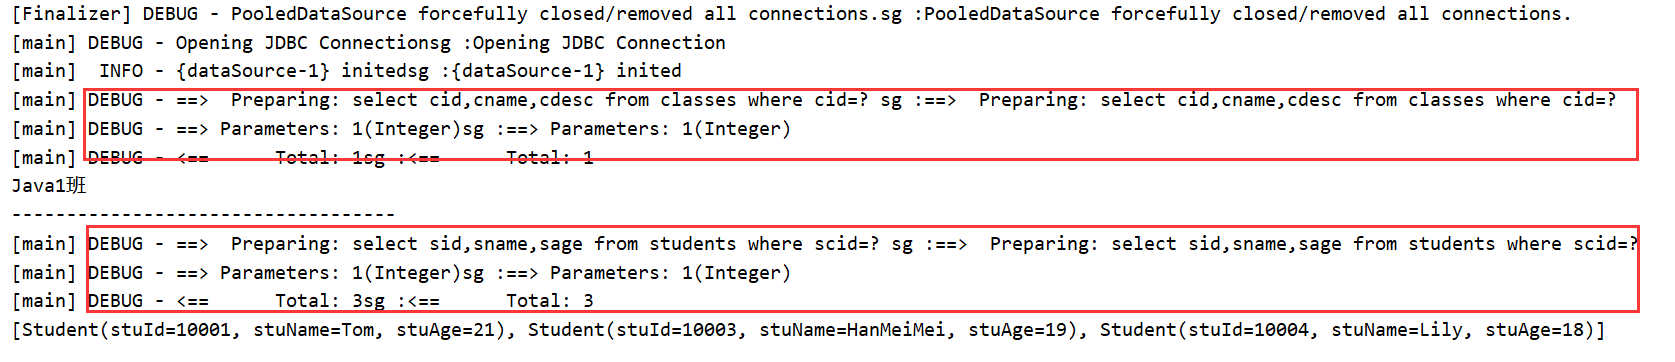 [Finalizer] DEBUG - PooledDataSource forcefully closed/removed all connections.sg :PooledDataSource forcefully closed/removed all connections.
[main] DEBUG - Opening JDBC Connectionsg :Opening JDBC Connection
[main]  INFO - {dataSource-1} initedsg :{dataSource-1} inited
[main] DEBUG - ==>  Preparing: select cid,cname,cdesc from classes where cid=? sg :==>  Preparing: select cid,cname,cdesc from classes where cid=?
[main] DEBUG - ==> Parameters: 1(Integer)sg :==> Parameters: 1(Integer)
[main] DEBUG - <==      Total: 1sg :<==      Total: 1
Java1班
-----------------------------------
[main] DEBUG - ==>  Preparing: select sid,sname,sage from students where scid=? sg :==>  Preparing: select sid,sname,sage from students where scid=?
[main] DEBUG - ==> Parameters: 1(Integer)sg :==> Parameters: 1(Integer)
[main] DEBUG - <==      Total: 3sg :<==      Total: 3
[Student(stuId=10001, stuName=Tom, stuAge=21), Student(stuId=10003, stuName=HanMeiMei, stuAge=19), Student(stuId=10004, stuName=Lily, stuAge=18)]